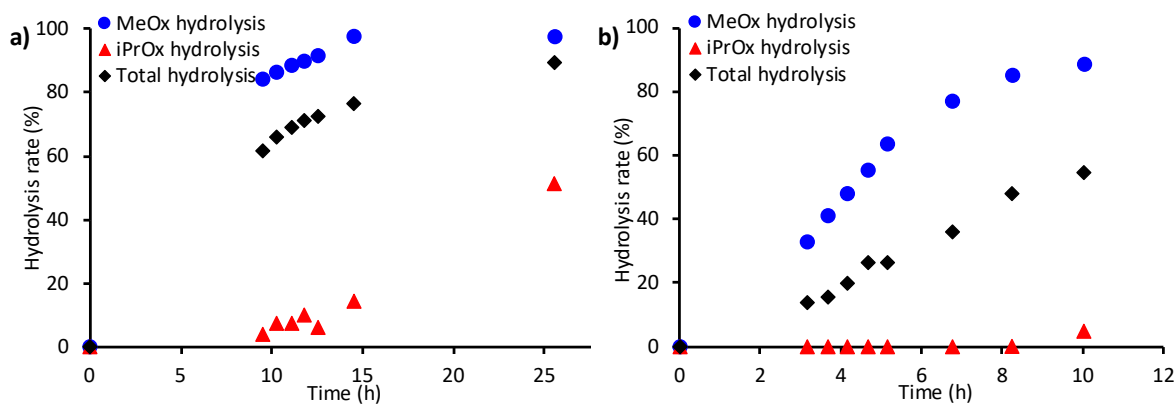 a)
MeOx hydrolysis
iPrOx hydrolysis
Total hydrolysis
Hydrolysis rate (%)
100
80
60
40
20
0
0 5 10 15 20 25
Time (h)
b)
MeOx hydrolysis
iPrOx hydrolysis
Total hydrolysis
Hydrolysis rate (%)
100
80
60
40
20
0
0 2 4 6 8 10 12
Time (h)